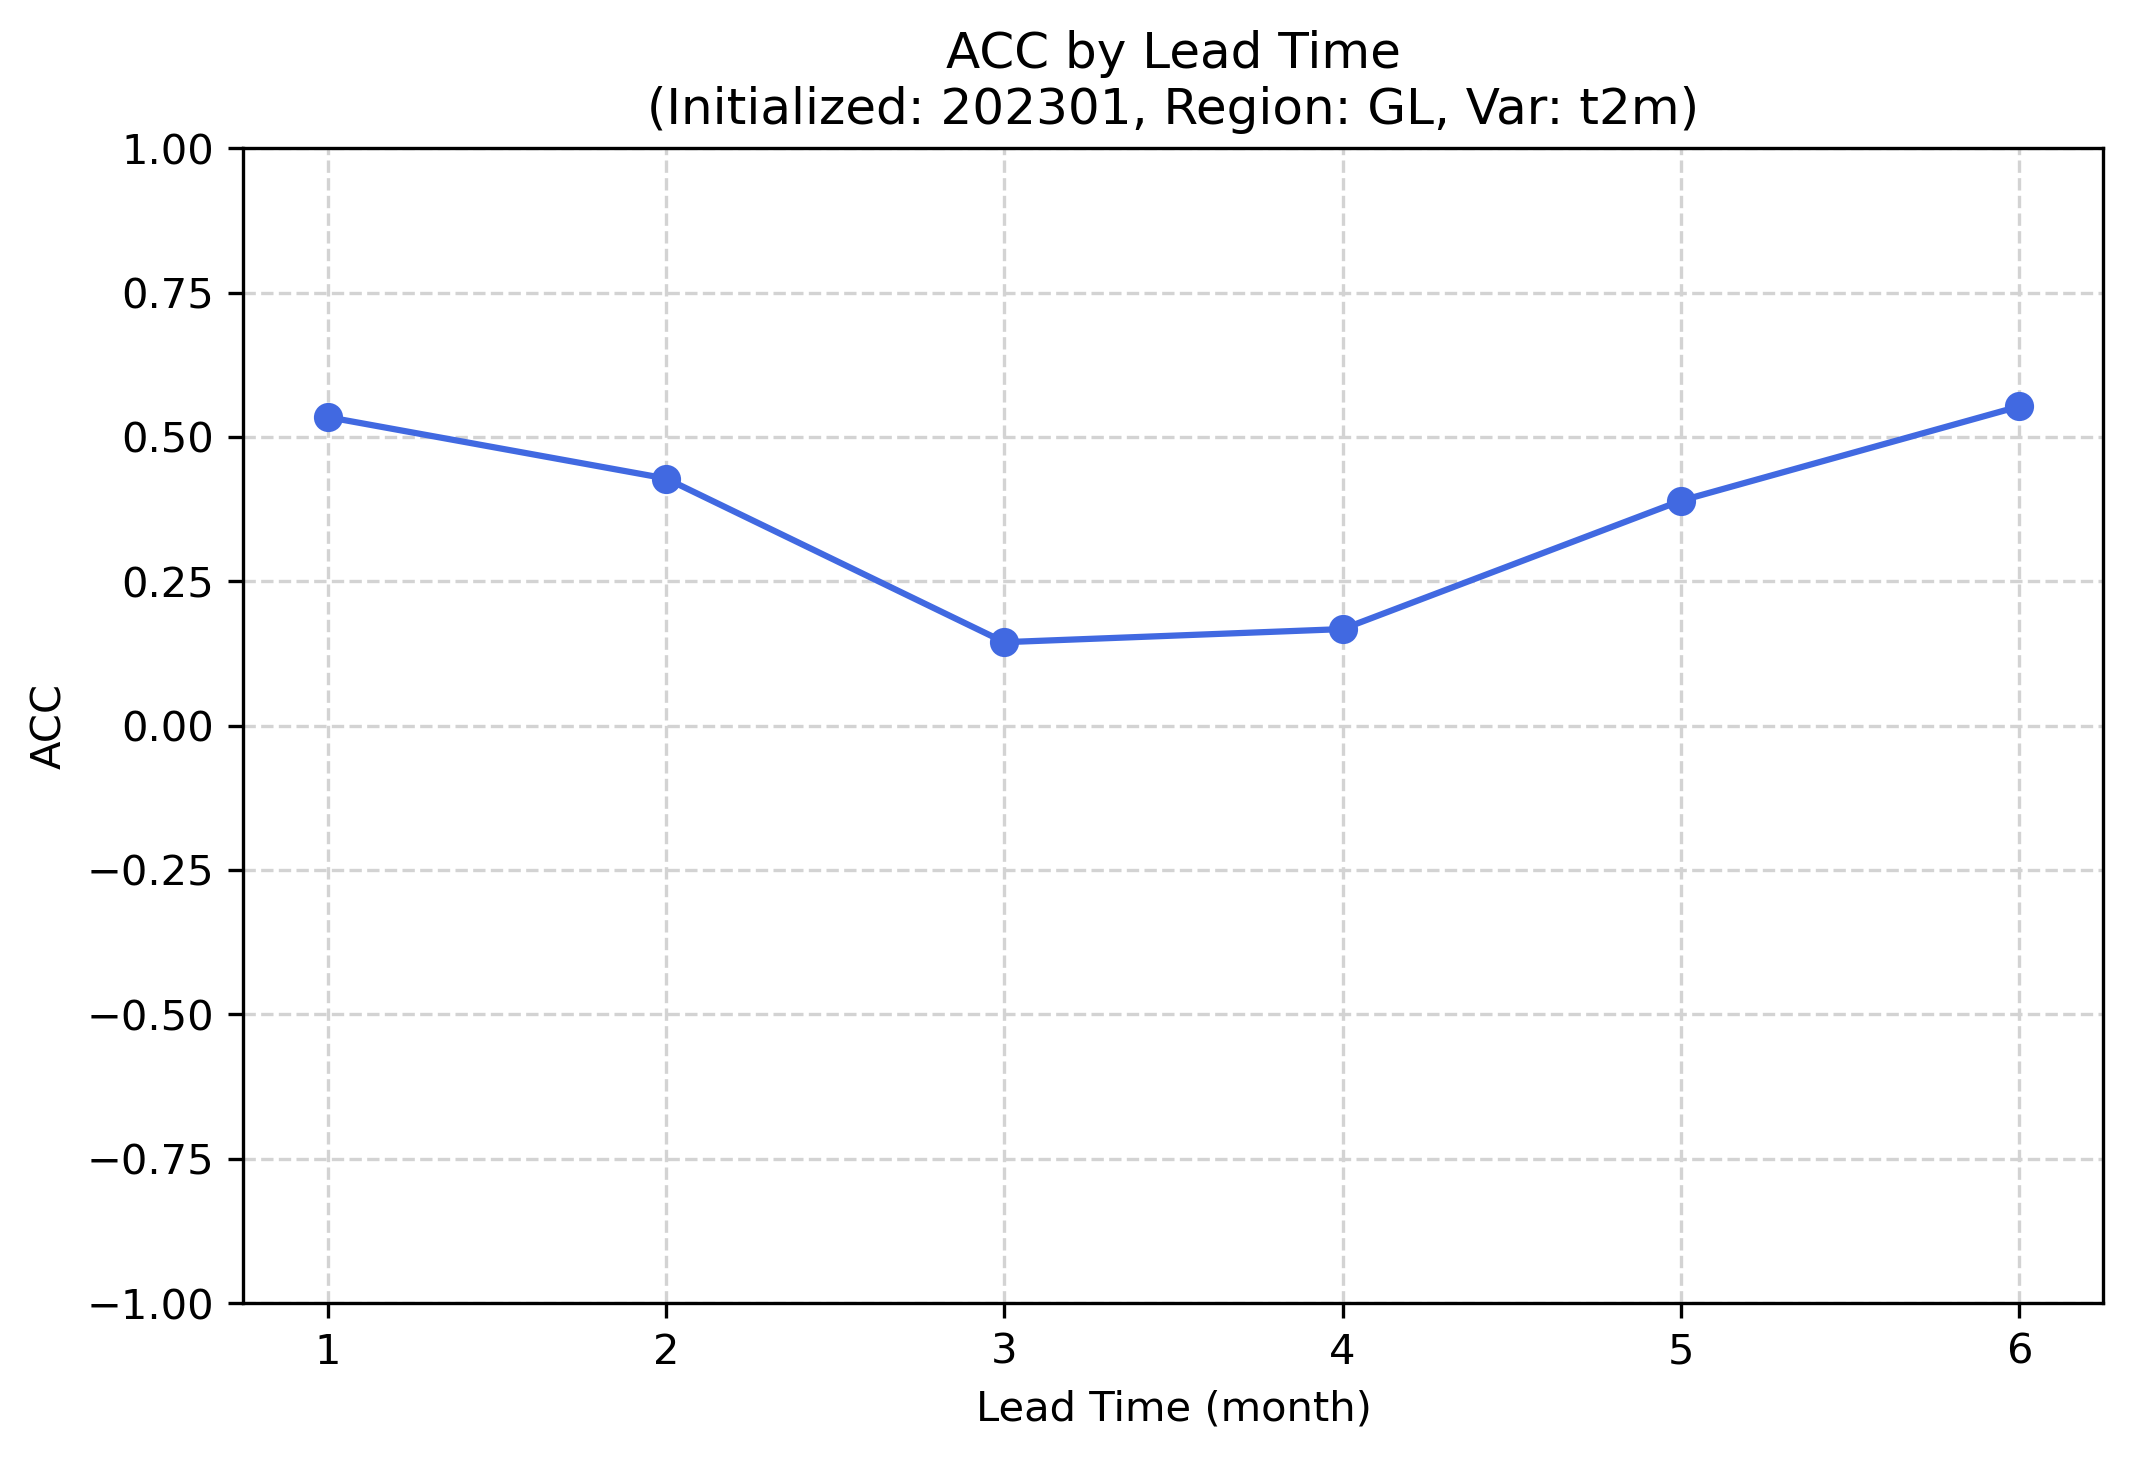 ACC by Lead Time
(Initialized: 202301, Region: GL, Var: t2m)
1.00
0.75
0.50
0.25
0.00
−0.25
−0.50
−0.75
−1.00
ACC
1 2 3 4 5 6
Lead Time (month)